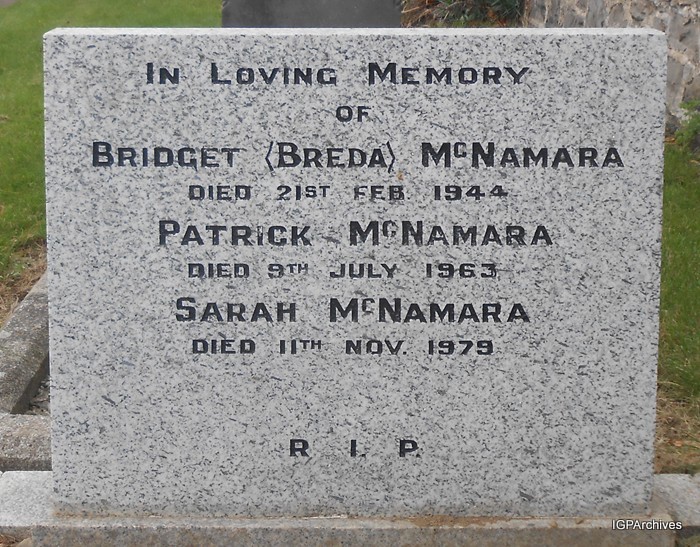 In Loving Memory
of
Bridget (Breda) McNamara
died 21st Feb. 1944
Patrick McNamara
died 9th July 1963
Sarah McNamara
died 11th Nov. 1979
R. I. P.
IGPArchives